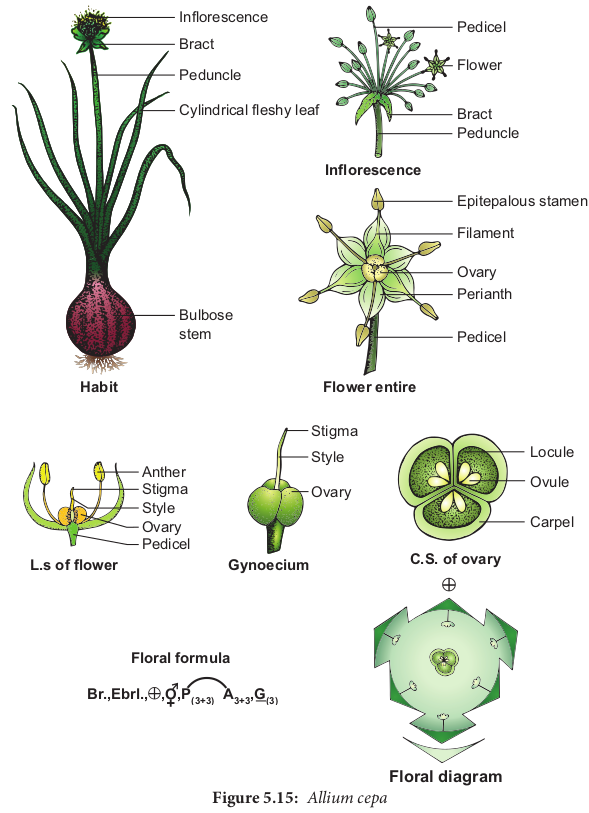 Inflorescence
Bract
Peduncle
Cylindrical fleshy leaf
Bulbose
stem
Habit
Pedicel
Flower
Bract
Peduncle
Inflorescence
Epitepalous stamen
Filament
Ovary
Perianth
Pedicel
Flower entire
Anther
Stigma
Style
Ovary
Pedicel
L.s of flower
Stigma
Style
Ovary
Gynoecium
Locule
Ovule
Carpel
C.S. of ovary
⊕
Floral formula
Br.,Ebrl.,⊕,⚥,P(3+3) A3+3,G(3)
Floral diagram
Figure 5.15: Allium cepa